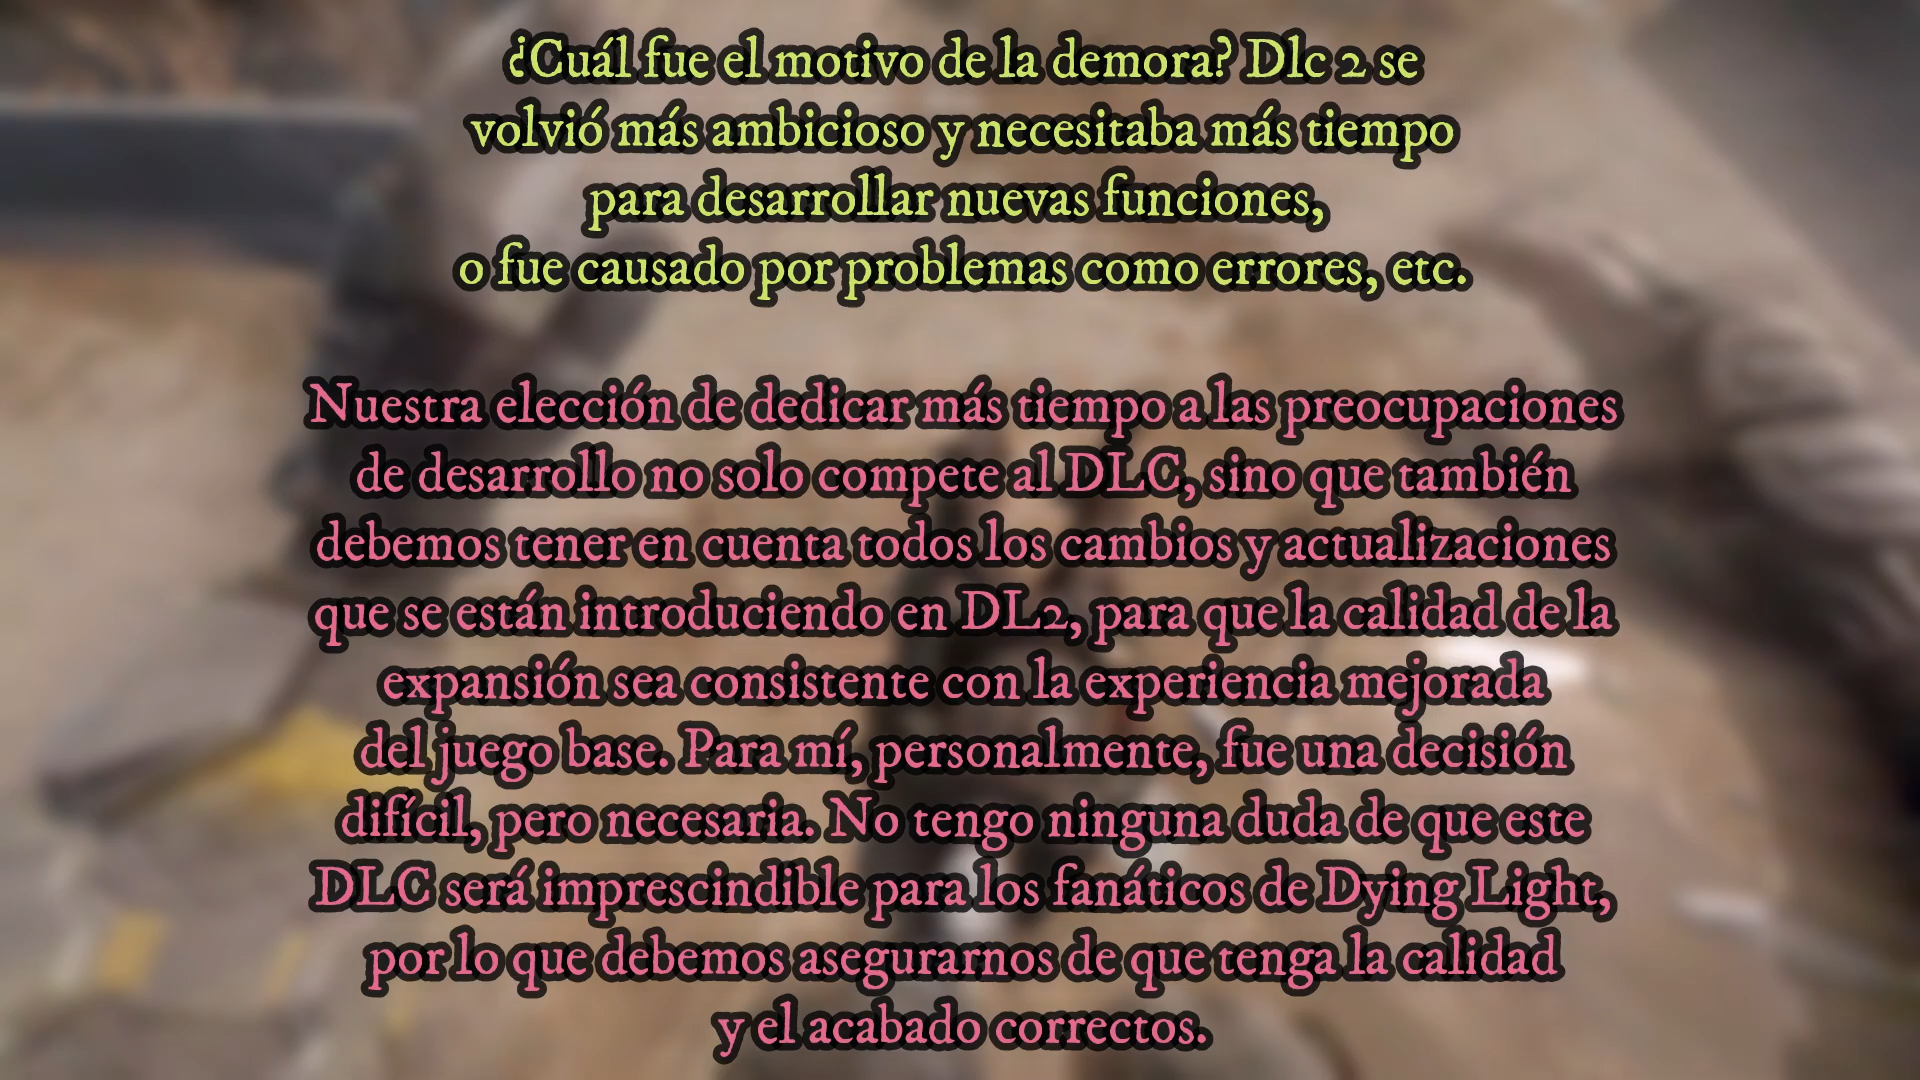 ¿Cuál fue el motivo de la demora? Dlc 2 se
volvió más ambicioso y necesitaba más tiempo
para desarrollar nuevas funciones,
o fue causado por problemas como errores, etc.
Nuestra elección de dedicar más tiempo a las preocupaciones
de desarrollo no solo compete al DLC, sino que también
debemos tener en cuenta todos los cambios y actualizaciones
que se están introduciendo en DL2, para que la calidad de la
expansión sea consistente con la experiencia mejorada
del juego base. Para mí, personalmente, fue una decisión
difícil, pero necesaria. No tengo ninguna duda de que este
DLC será imprescindible para los fanáticos de Dying Light,
por lo que debemos asegurarnos de que tenga la calidad
y el acabado correctos.